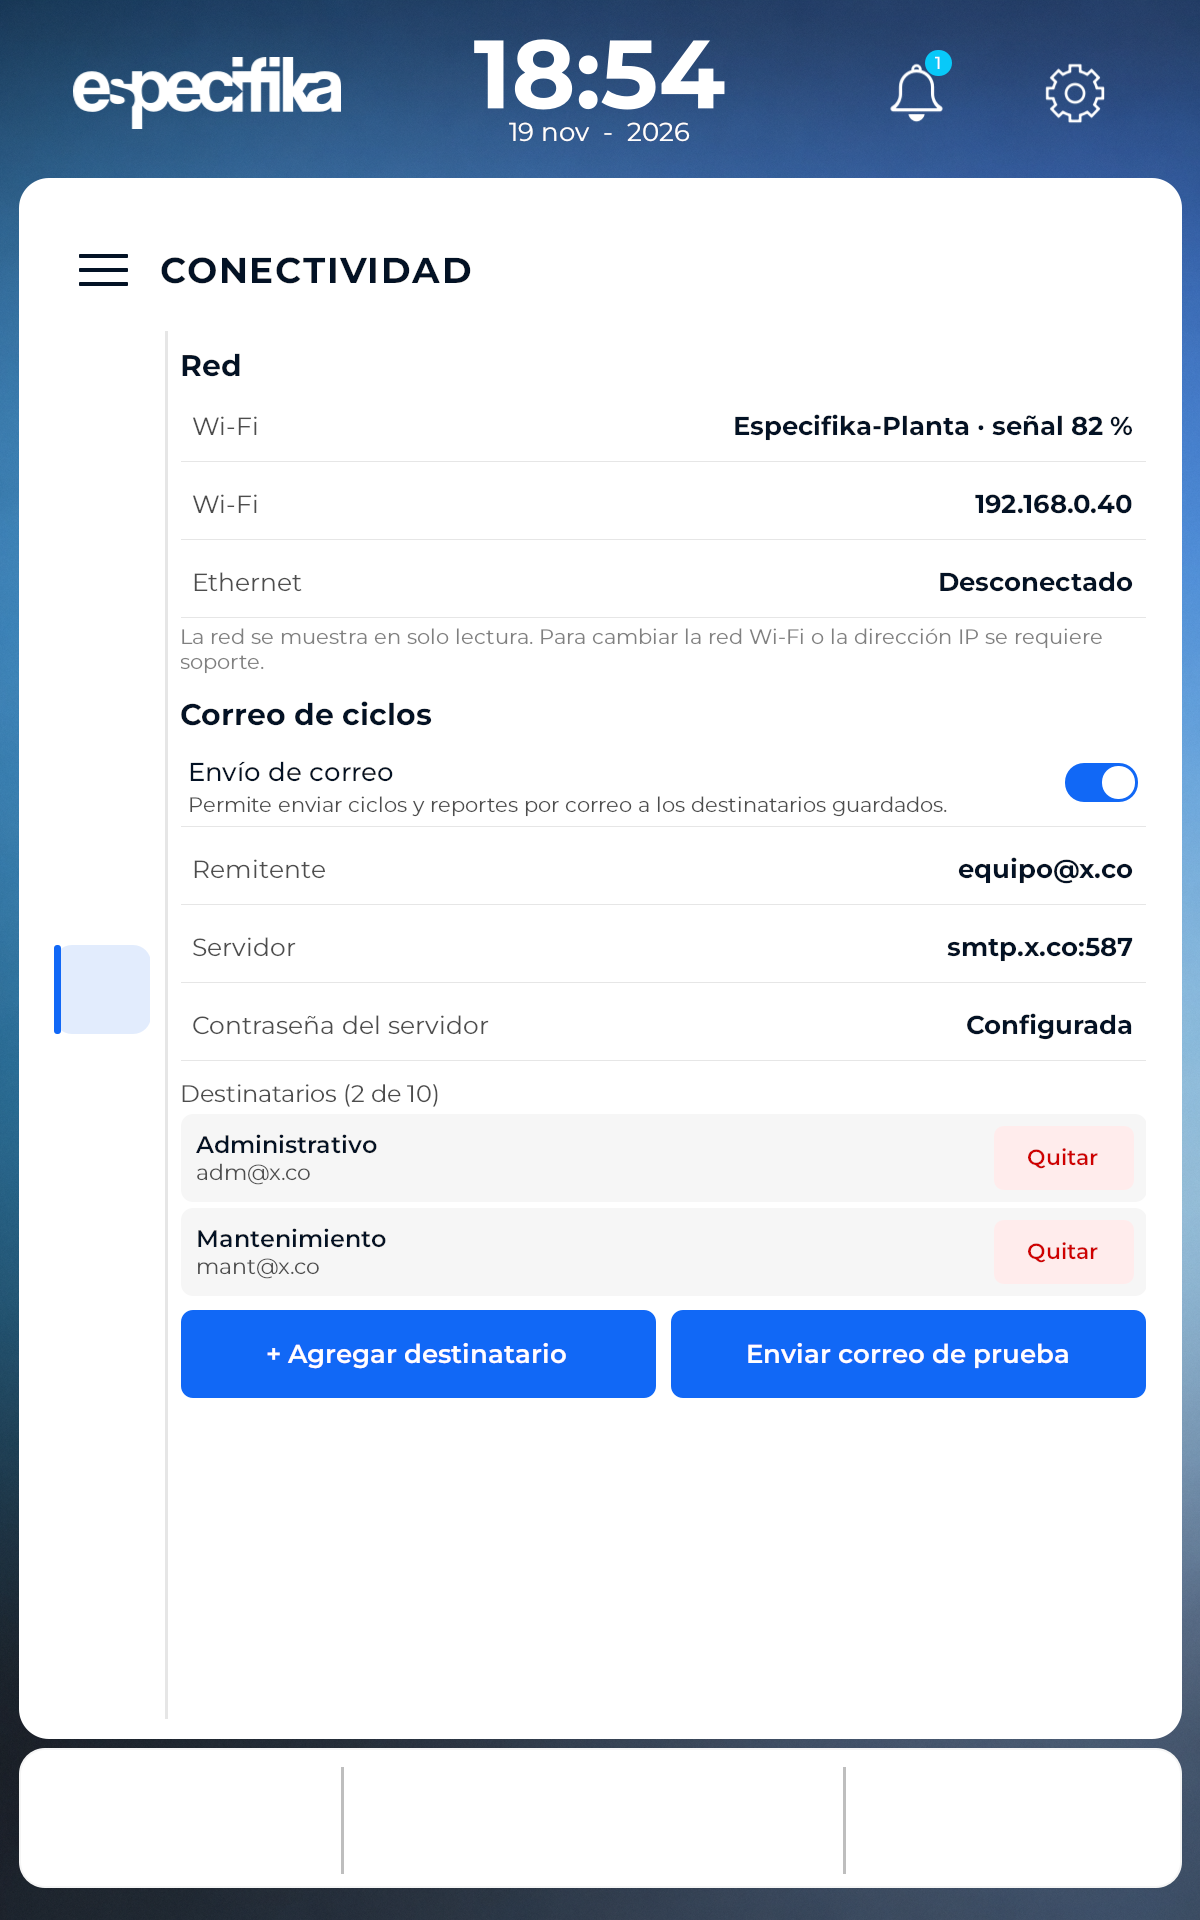 especifika
18:54
19 nov - 2026
1
CONECTIVIDAD
Red
Wi-Fi
Especifika-Planta · señal 82 %
Wi-Fi
192.168.0.40
Ethernet
Desconectado
La red se muestra en solo lectura. Para cambiar la red Wi-Fi o la dirección IP se requiere
soporte.
Correo de ciclos
Envío de correo
Permite enviar ciclos y reportes por correo a los destinatarios guardados.
Remitente
equipo@x.co
Servidor
smtp.x.co:587
Contraseña del servidor
Configurada
Destinatarios (2 de 10)
Administrativo
adm@x.co
Quitar
Mantenimiento
mant@x.co
Quitar
+ Agregar destinatario
Enviar correo de prueba